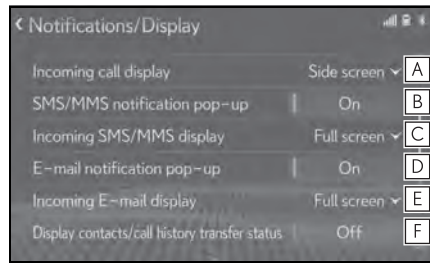 Notifications/Display
Incoming call display Side screen A
SMS/MMS notification pop-up On B
Incoming SMS/MMS display Full screen C
E-mail notification pop-up On D
Incoming E-mail display Full screen E
Display contacts/call history transfer status Off F